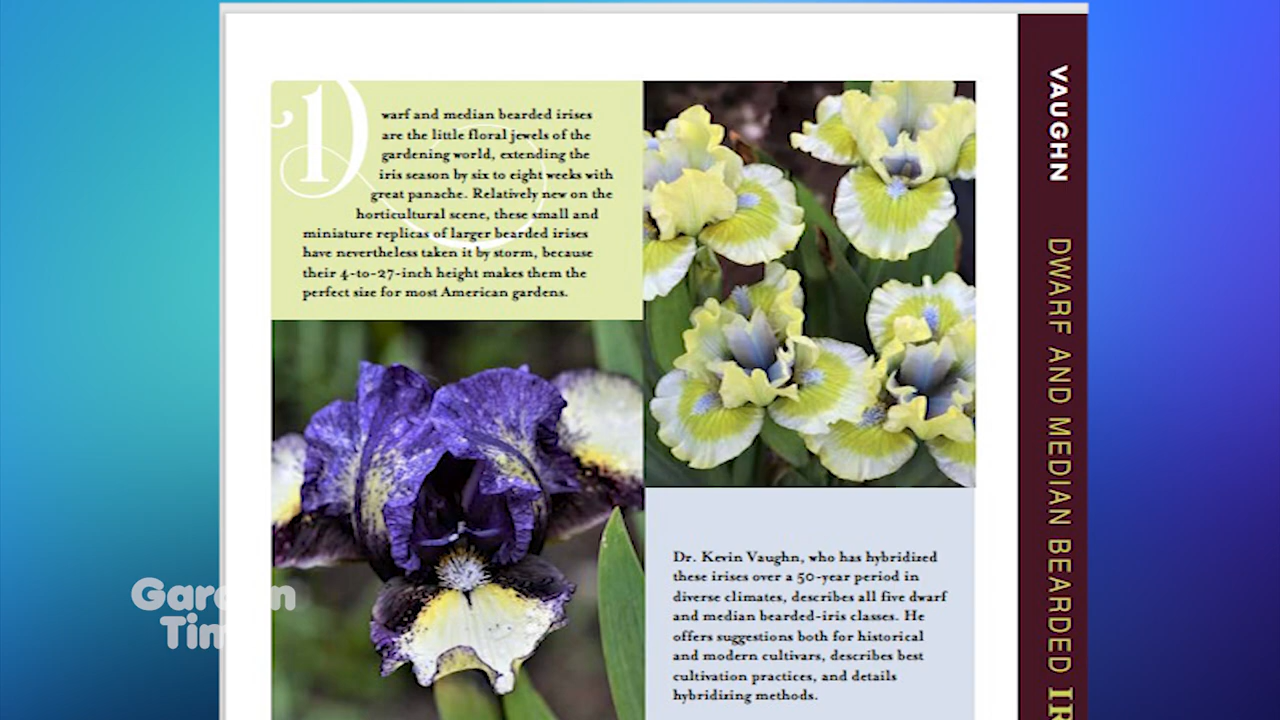 Dwarf and median bearded irises
are the little floral jewels of the
gardening world, extending the
iris season by six to eight weeks with
great panache. Relatively new on the
horticultural scene, these small and
miniature replicas of larger bearded irises
have nevertheless taken it by storm, because
their 4-to-27-inch height makes them the
perfect size for most American gardens.
Dr. Kevin Vaughn, who has hybridized
these irises over a 50-year period in
diverse climates, describes all five dwarf
and median bearded-iris classes. He
offers suggestions both for historical
and modern cultivars, describes best
cultivation practices, and details
hybridizing methods.
VAUGHN DWARF AND MEDIAN BEARDED
Garden